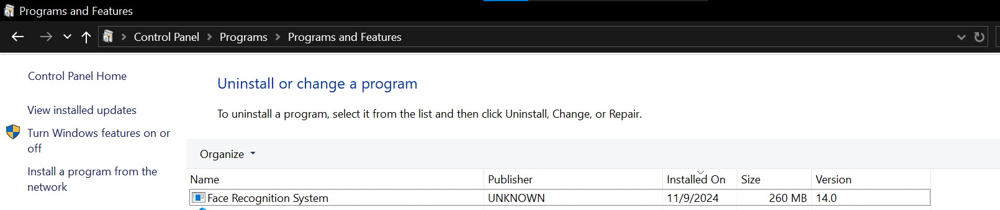 Programs and Features
Control Panel > Programs > Programs and Features
Control Panel Home
View installed updates
Turn Windows features on or
off
Install a program from the
network
Uninstall or change a program
To uninstall a program, select it from the list and then click Uninstall, Change, or Repair.
Organize
Name Publisher Installed On Size Version
Face Recognition System UNKNOWN 11/9/2024 260 MB 14.0